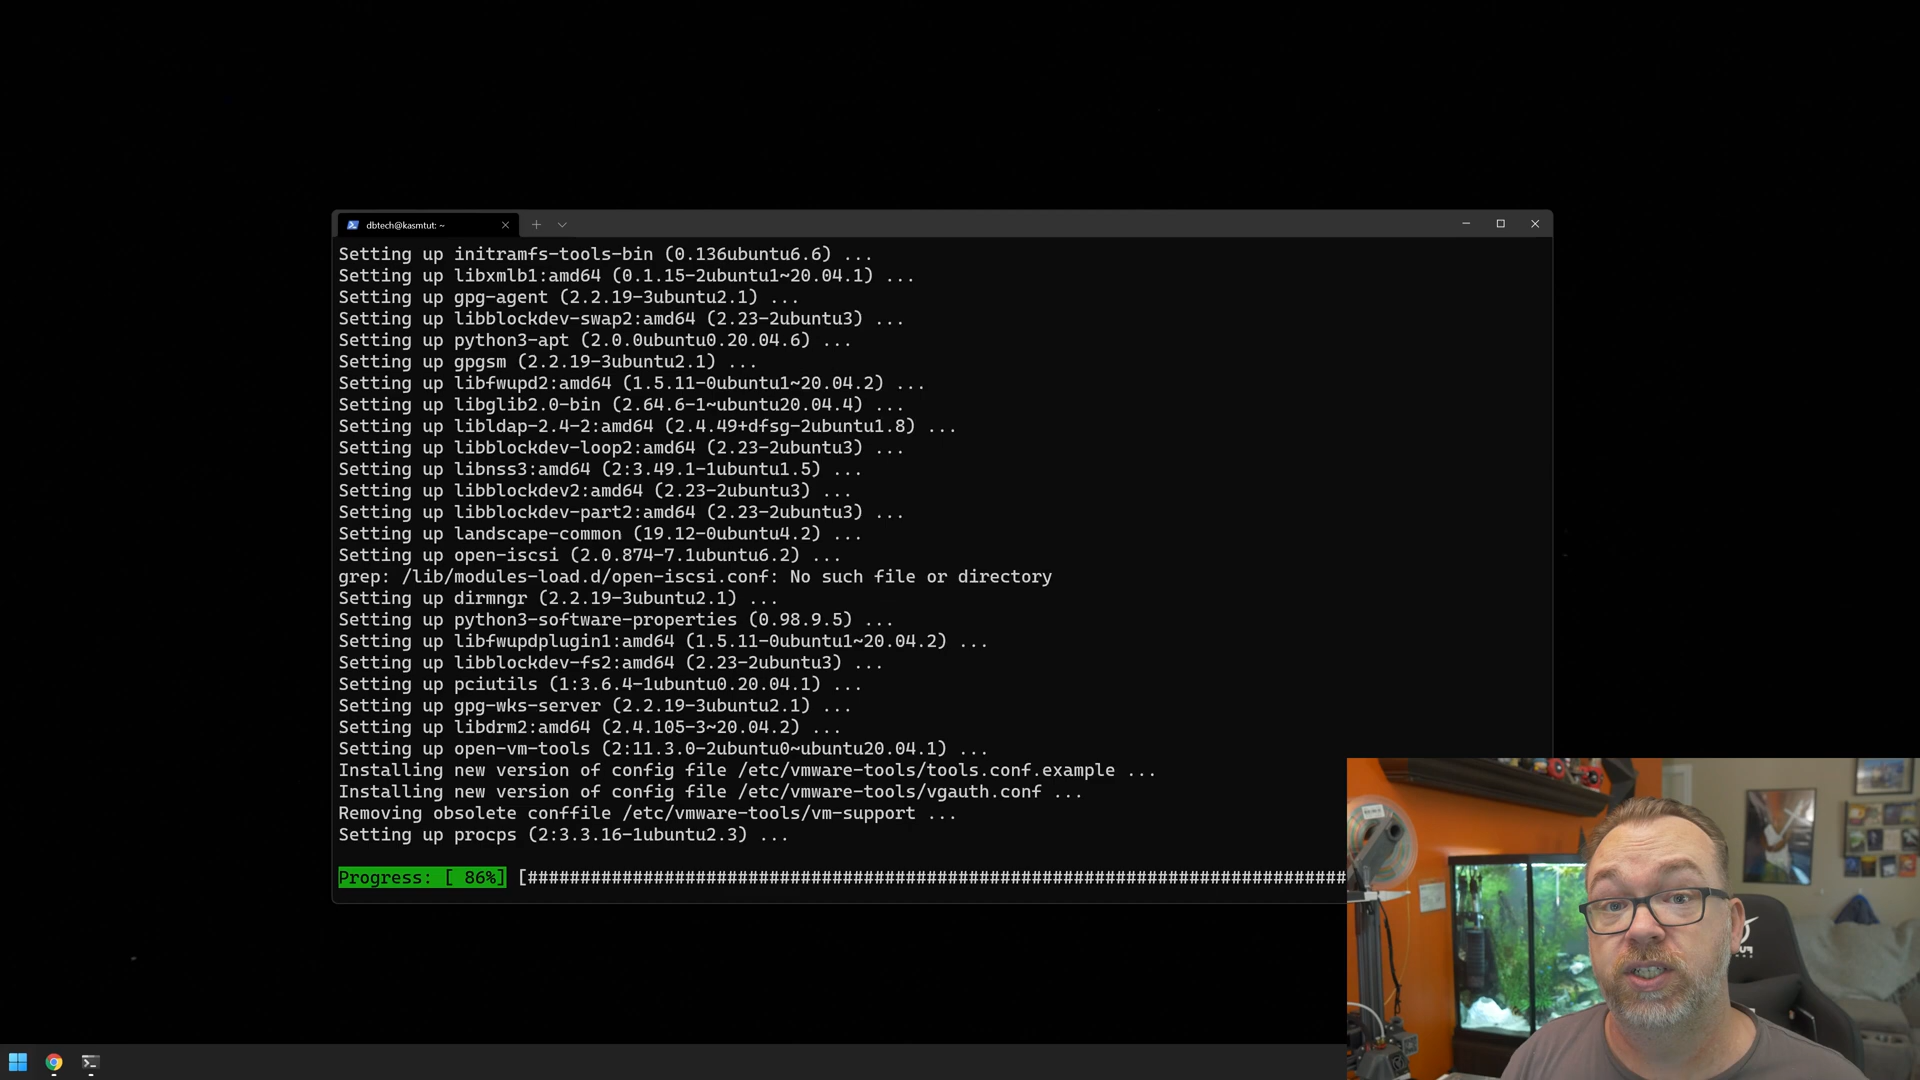 dbtech@kasmtut: ~
Setting up initramfs-tools-bin (0.136ubuntu6.6) ...
Setting up libxmlb1:amd64 (0.1.15-2ubuntu1~20.04.1) ...
Setting up gpg-agent (2.2.19-3ubuntu2.1) ...
Setting up libblockdev-swap2:amd64 (2.23-2ubuntu3) ...
Setting up python3-apt (2.0.0ubuntu0.20.04.6) ...
Setting up gpgsm (2.2.19-3ubuntu2.1) ...
Setting up libfwupd2:amd64 (1.5.11-0ubuntu1~20.04.2) ...
Setting up libglib2.0-bin (2.64.6-1~ubuntu20.04.4) ...
Setting up libldap-2.4-2:amd64 (2.4.49+dfsg-2ubuntu1.8) ...
Setting up libblockdev-loop2:amd64 (2.23-2ubuntu3) ...
Setting up libnss3:amd64 (2:3.49.1-1ubuntu1.5) ...
Setting up libblockdev2:amd64 (2.23-2ubuntu3) ...
Setting up libblockdev-part2:amd64 (2.23-2ubuntu3) ...
Setting up landscape-common (19.12-0ubuntu4.2) ...
Setting up open-iscsi (2.0.874-7.1ubuntu6.2) ...
grep: /lib/modules-load.d/open-iscsi.conf: No such file or directory
Setting up dirmngr (2.2.19-3ubuntu2.1) ...
Setting up python3-software-properties (0.98.9.5) ...
Setting up libfwupdplugin1:amd64 (1.5.11-0ubuntu1~20.04.2) ...
Setting up libblockdev-fs2:amd64 (2.23-2ubuntu3) ...
Setting up pciutils (1:3.6.4-1ubuntu0.20.04.1) ...
Setting up gpg-wks-server (2.2.19-3ubuntu2.1) ...
Setting up libdrm2:amd64 (2.4.105-3~20.04.2) ...
Setting up open-vm-tools (2:11.3.0-2ubuntu0~ubuntu20.04.1) ...
Installing new version of config file /etc/vmware-tools/tools.conf.example ...
Installing new version of config file /etc/vmware-tools/vgauth.conf ...
Removing obsolete conffile /etc/vmware-tools/vm-support ...
Setting up procps (2:3.3.16-1ubuntu2.3) ...
Progress: [ 86%] [##############################################################################